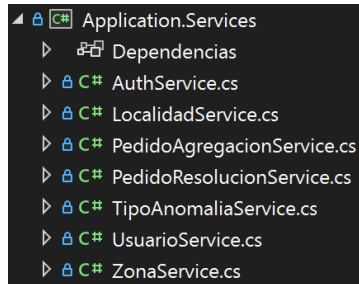 C# Application.Services
Dependencias
C# AuthService.cs
C# LocalidadService.cs
C# PedidoAgregacionService.cs
C# PedidoResolucionService.cs
C# TipoAnomaliaService.cs
C# UsuarioService.cs
C# ZonaService.cs